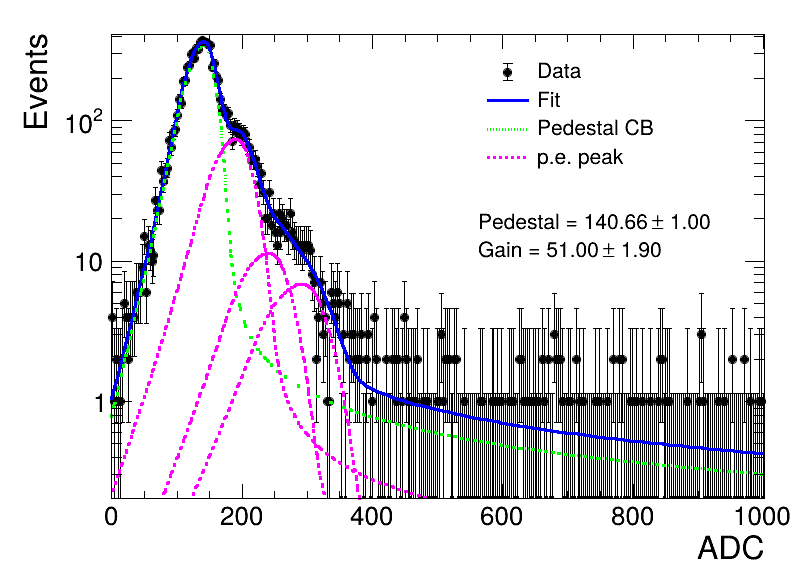 Events
Data
Fit
Pedestal CB
p.e. peak
Pedestal = 140.66 ± 1.00
Gain = 51.00 ± 1.90
10²
10
1
0 200 400 600 800 1000
ADC